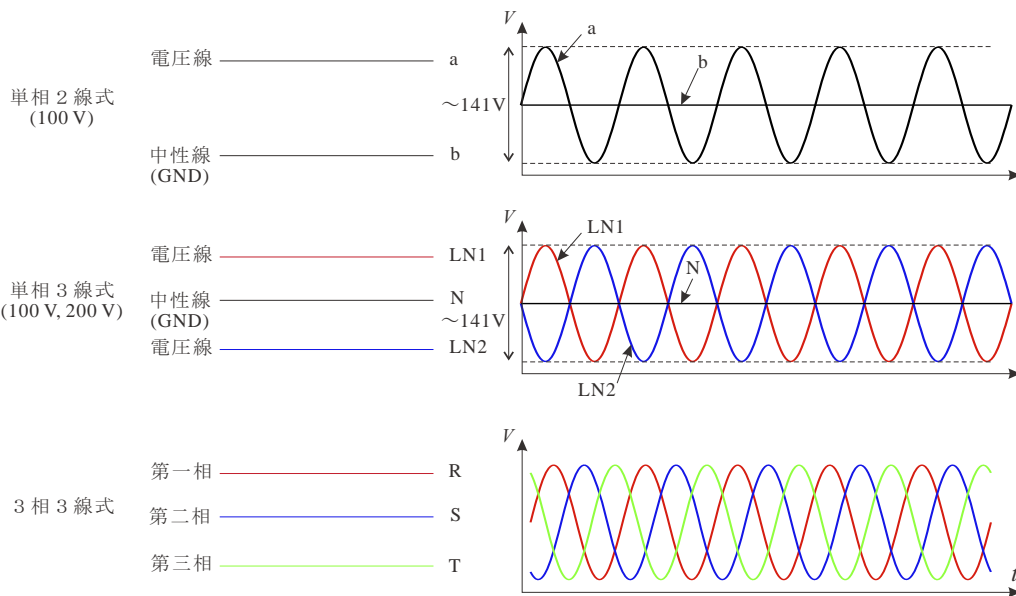 V
a
電圧線
a
単相2線式
(100 V)
b
～141V
中性線
(GND)
b
V
LN1
電圧線
LN1
単相3線式
(100 V, 200 V)
中性線
(GND)
N
N
～141V
電圧線
LN2
LN2
V
第一相
R
3相3線式
第二相
S
第三相
T
t